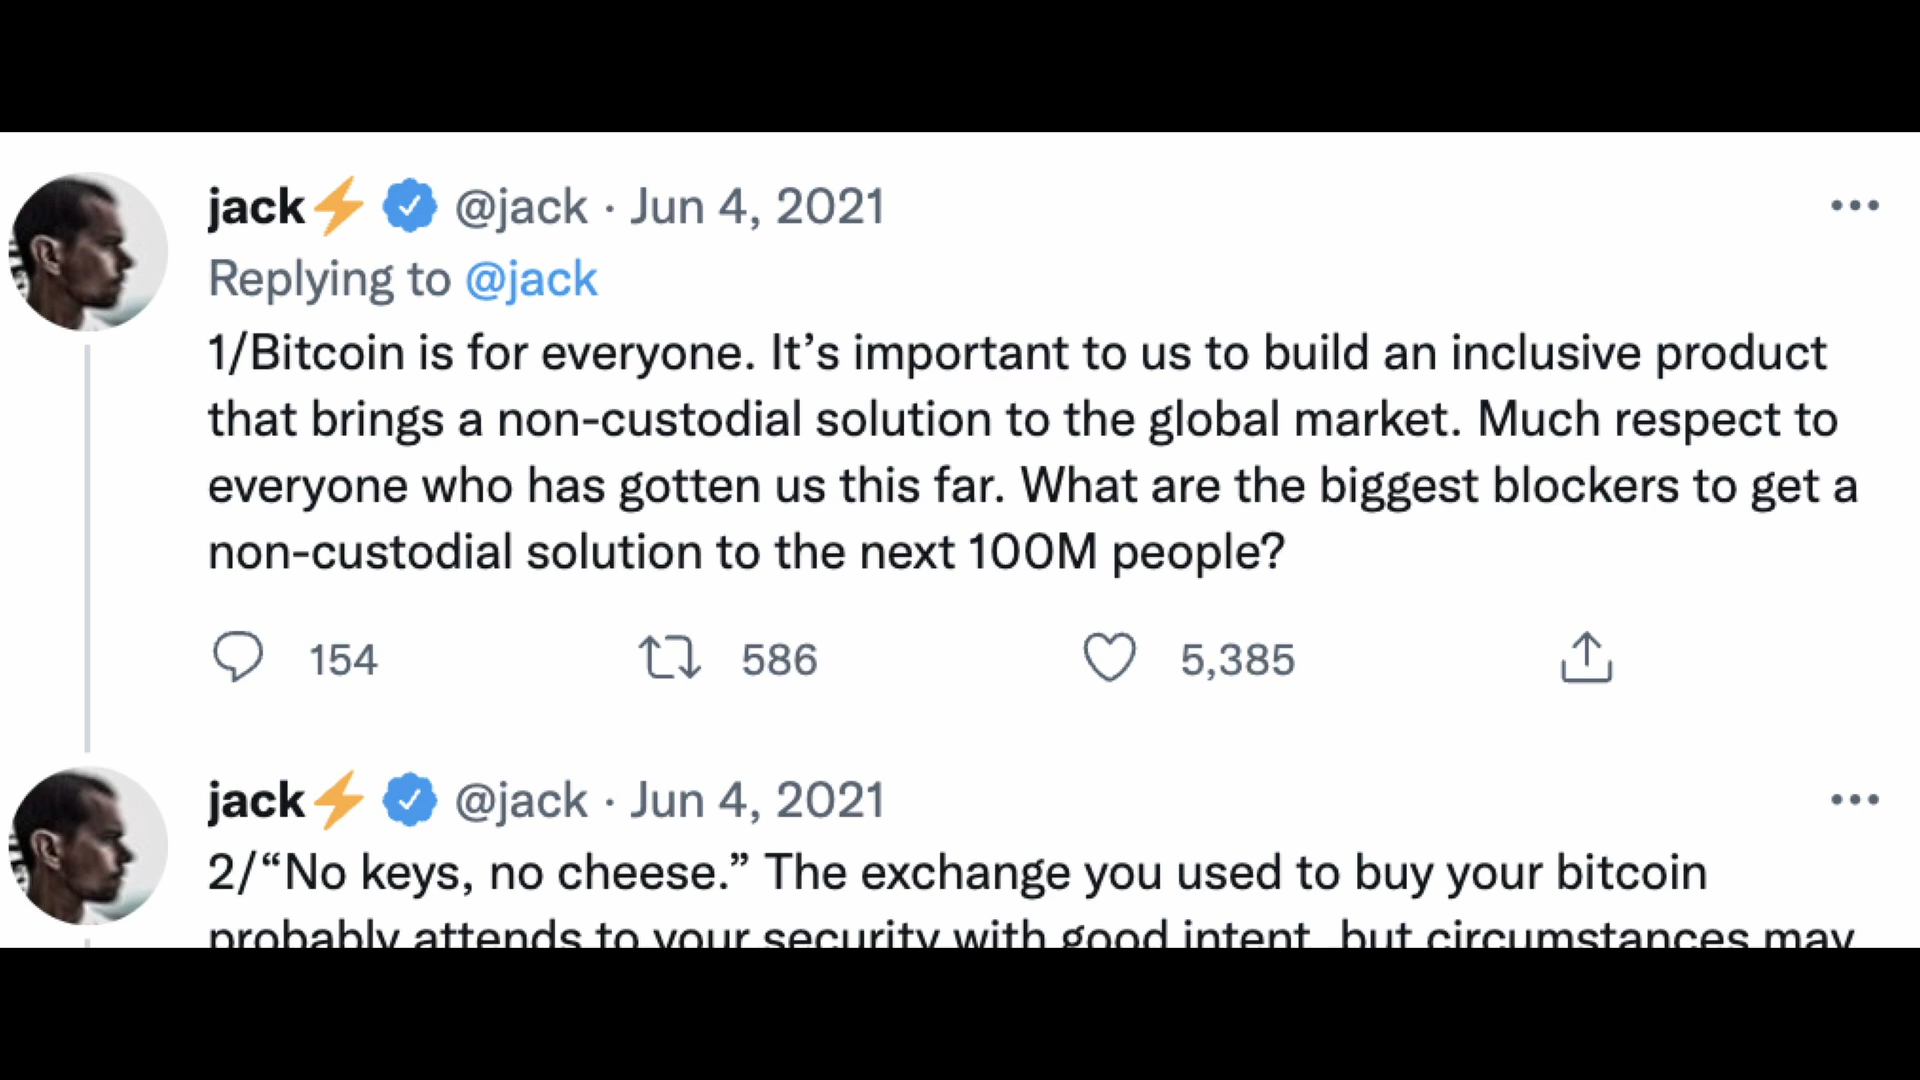 jack⚡ @jack · Jun 4, 2021
Replying to @jack
1/Bitcoin is for everyone. It’s important to us to build an inclusive product
that brings a non-custodial solution to the global market. Much respect to
everyone who has gotten us this far. What are the biggest blockers to get a
non-custodial solution to the next 100M people?
154 586 5,385
jack⚡ @jack · Jun 4, 2021
2/“No keys, no cheese.” The exchange you used to buy your bitcoin
probably attends to your security with good intent, but circumstances may